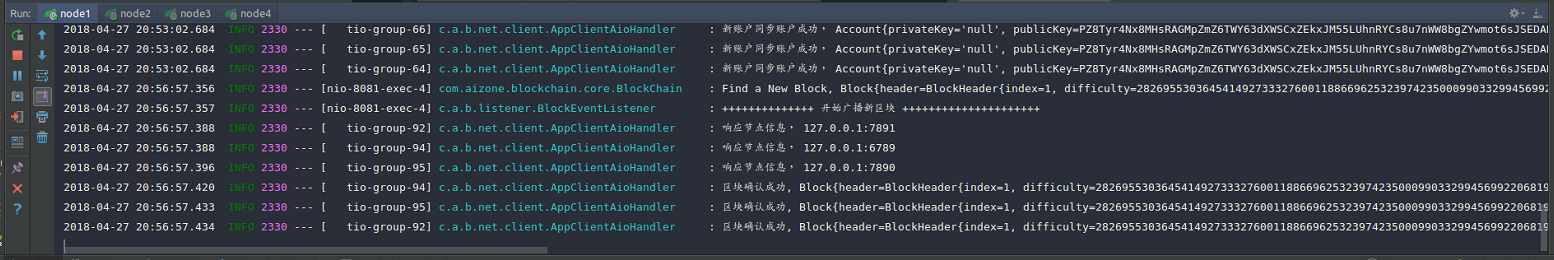 Run: node1 node2 node3 node4
2018-04-27 20:53:02.684 INFO 2330 --- [ tio-group-66] c.a.b.net.client.AppClientAioHandler : 新账户同步账户成功， Account{privateKey='null', publicKey=PZ8Tyr4Nx8MHsRAGMpZmZ6TWY63dXWSCxZEkxJM55LUhnRYCs8u7nWW8bgZYwmot6sJSEDA
2018-04-27 20:53:02.684 INFO 2330 --- [ tio-group-65] c.a.b.net.client.AppClientAioHandler : 新账户同步账户成功， Account{privateKey='null', publicKey=PZ8Tyr4Nx8MHsRAGMpZmZ6TWY63dXWSCxZEkxJM55LUhnRYCs8u7nWW8bgZYwmot6sJSEDA
2018-04-27 20:53:02.684 INFO 2330 --- [ tio-group-64] c.a.b.net.client.AppClientAioHandler : 新账户同步账户成功， Account{privateKey='null', publicKey=PZ8Tyr4Nx8MHsRAGMpZmZ6TWY63dXWSCxZEkxJM55LUhnRYCs8u7nWW8bgZYwmot6sJSEDA
2018-04-27 20:56:57.356 INFO 2330 --- [nio-8081-exec-4] com.aizone.blockchain.core.BlockChain : Find a New Block, Block{header=BlockHeader{index=1, difficulty=28269553036454149273332760011886696253239742350009903329945699
2018-04-27 20:56:57.357 INFO 2330 --- [nio-8081-exec-4] c.a.b.listener.BlockEventListener : ++++++++++++++ 开始广播新区块 +++++++++++++++++++++
2018-04-27 20:56:57.388 INFO 2330 --- [ tio-group-92] c.a.b.net.client.AppClientAioHandler : 响应节点信息， 127.0.0.1:7891
2018-04-27 20:56:57.388 INFO 2330 --- [ tio-group-94] c.a.b.net.client.AppClientAioHandler : 响应节点信息， 127.0.0.1:6789
2018-04-27 20:56:57.396 INFO 2330 --- [ tio-group-95] c.a.b.net.client.AppClientAioHandler : 响应节点信息， 127.0.0.1:7890
2018-04-27 20:56:57.420 INFO 2330 --- [ tio-group-94] c.a.b.net.client.AppClientAioHandler : 区块确认成功, Block{header=BlockHeader{index=1, difficulty=282695530364541492733327600118866962532397423500099033299456992206819
2018-04-27 20:56:57.433 INFO 2330 --- [ tio-group-95] c.a.b.net.client.AppClientAioHandler : 区块确认成功, Block{header=BlockHeader{index=1, difficulty=282695530364541492733327600118866962532397423500099033299456992206819
2018-04-27 20:56:57.434 INFO 2330 --- [ tio-group-92] c.a.b.net.client.AppClientAioHandler : 区块确认成功, Block{header=BlockHeader{index=1, difficulty=282695530364541492733327600118866962532397423500099033299456992206819